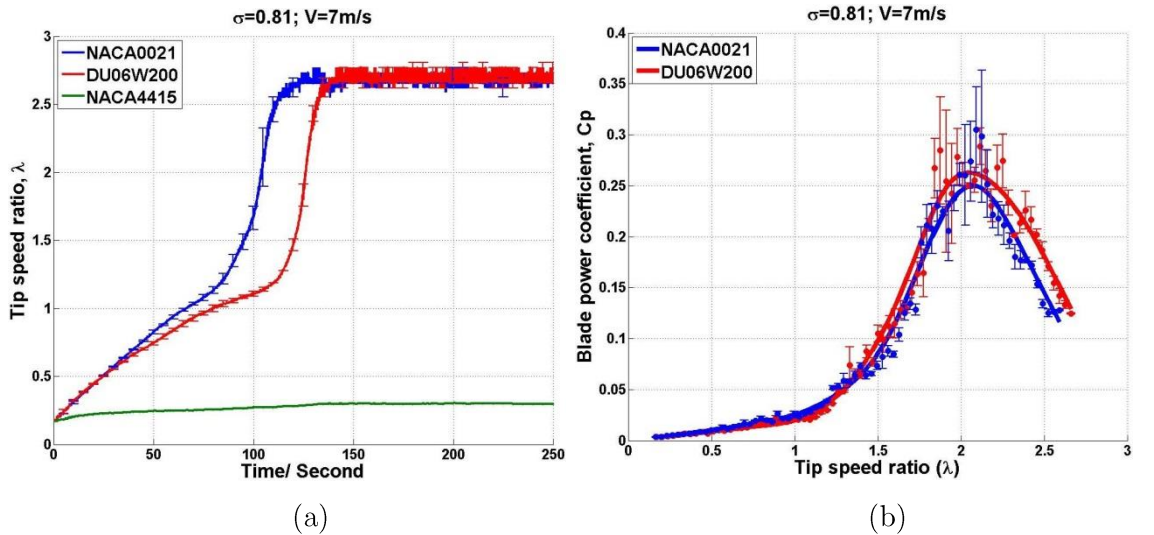 σ=0.81; V=7m/s
NACA0021
DU06W200
NACA4415
Tip speed ratio, λ
3
2.5
2
1.5
1
0.5
0
0
50
100
150
200
250
Time/ Second
(a)
σ=0.81; V=7m/s
NACA0021
DU06W200
Blade power coefficient, Cp
0.4
0.35
0.3
0.25
0.2
0.15
0.1
0.05
0
0
0.5
1
1.5
2
2.5
3
Tip speed ratio (λ)
(b)